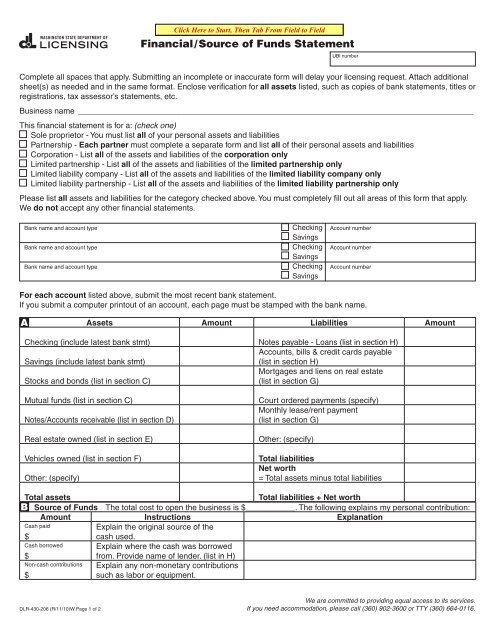 Click Here to Start, Then Tab From Field to Field
WASHINGTON STATE DEPARTMENT OF
LICENSING
Financial/Source of Funds Statement
UBI number
Complete all spaces that apply. Submitting an incomplete or inaccurate form will delay your licensing request. Attach additional
sheet(s) as needed and in the same format. Enclose verification for all assets listed, such as copies of bank statements, titles or
registrations, tax assessor's statements, etc.
Business name
This financial statement is for a: (check one)
Sole proprietor - You must list all of your personal assets and liabilities
Partnership - Each partner must complete a separate form and list all of their personal assets and liabilities
Corporation - List all of the assets and liabilities of the corporation only
Limited partnership - List all of the assets and liabilities of the limited partnership only
Limited liability company - List all of the assets and liabilities of the limited liability company only
Limited liability partnership - List all of the assets and liabilities of the limited liability partnership only
Please list all assets and liabilities for the category checked above. You must completely fill out all areas of this form that apply.
We do not accept any other financial statements.
Bank name and account type Checking Account number
Savings
Bank name and account type Checking Account number
Savings
Bank name and account type Checking Account number
Savings
For each account listed above, submit the most recent bank statement.
If you submit a computer printout of an account, each page must be stamped with the bank name.
A Assets Amount Liabilities Amount
Checking (include latest bank stmt) Notes payable - Loans (list in section H)
Accounts, bills & credit cards payable
Savings (include latest bank stmt) (list in section H)
Mortgages and liens on real estate
Stocks and bonds (list in section C) (list in section G)
Mutual funds (list in section C) Court ordered payments (specify)
Monthly lease/rent payment
Notes/Accounts receivable (list in section D) (list in section G)
Real estate owned (list in section E) Other: (specify)
Vehicles owned (list in section F) Total liabilities
Net worth
Other: (specify) = Total assets minus total liabilities
Total assets Total liabilities + Net worth
B Source of Funds The total cost to open the business is $ . The following explains my personal contribution:
Amount Instructions Explanation
Cash paid Explain the original source of the
$ cash used.
Cash borrowed Explain where the cash was borrowed
$ from. Provide name of lender. (list in H)
Non-cash contributions Explain any non-monetary contributions
$ such as labor or equipment.
We are committed to providing equal access to its services.
DLR-430-206 (R/11/10)W Page 1 of 2 If you need accommodation, please call (360) 902-3600 or TTY (360) 664-0116.